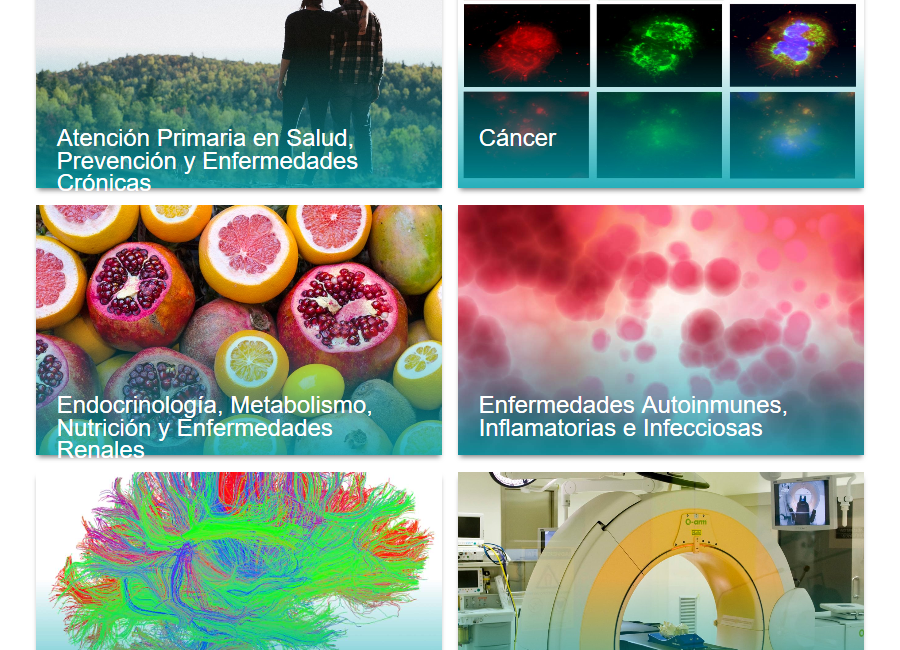 Atención Primaria en Salud,
Prevención y Enfermedades
Crónicas
Cáncer
Endocrinología, Metabolismo,
Nutrición y Enfermedades
Renales
Enfermedades Autoinmunes,
Inflamatorias e Infecciosas
O-arm